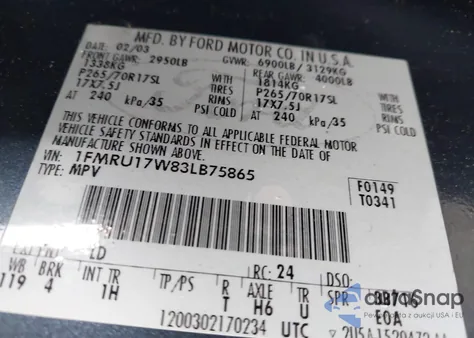 MFD. BY FORD MOTOR CO. IN U.S.A.
DATE: 02/03 GVWR: 6900LB / 3129KG
FRONT GAWR: 2950LB REAR GAWR: 4000LB
1338KG 1814KG
P265/70R17SL WITH P265/70R17SL WITH
17X7.5J TIRES 17X7.5J TIRES
RIMS RIMS
AT 240 kPa/35 PSI COLD AT 240 kPa/35 PSI COLD
THIS VEHICLE CONFORMS TO ALL APPLICABLE FEDERAL MOTOR
VEHICLE SAFETY STANDARDS IN EFFECT ON THE DATE OF
MANUFACTURE SHOWN ABOVE.
VIN: 1FMRU17W83LB75865
TYPE: MPV
F0149
T0341
LD RC: 24 DSO:
WB BRK INT TR TP/PS R AXLE TR SPR
119 4 1H T H6 U
E0A
1200302170234 UTC
autoSnap